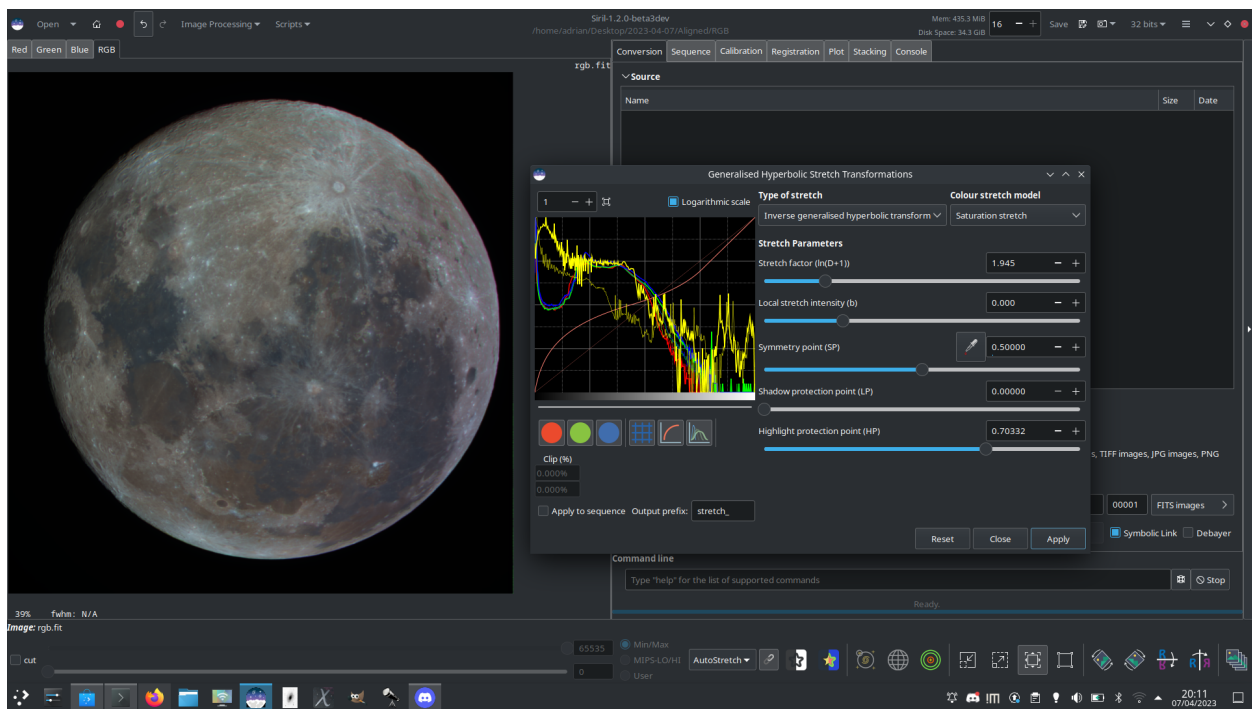 Open
Image Processing
Scripts
Siril-1.2.0-beta3dev
/home/adrian/Desktop/2023-04-07/Aligned/RGB
Mem: 435.3 MiB
Disk Space: 34.3 GiB
16
Save
32 bits
Red Green Blue RGB
rgb.fit
Conversion Sequence Calibration Registration Plot Stacking Console
Source
Name Size Date
Generalised Hyperbolic Stretch Transformations
1
Logarithmic scale
Type of stretch
Colour stretch model
Inverse generalised hyperbolic transform
Saturation stretch
Stretch Parameters
Stretch factor (ln(D+1)) 1.945
Local stretch intensity (b) 0.000
Symmetry point (SP) 0.50000
Shadow protection point (LP) 0.00000
Highlight protection point (HP) 0.70332
Clip (%)
0.000%
0.000%
Apply to sequence Output prefix: stretch_
Reset Close Apply
s, TIFF images, JPG images, PNG
00001 FITS images
Symbolic Link Debayer
Command line
Type "help" for the list of supported commands
Stop
Ready.
39% fwhm: N/A
Image: rgb.fit
cut
65535
0
Min/Max
MIPS-LO/HI
User
AutoStretch
20:11
07/04/2023